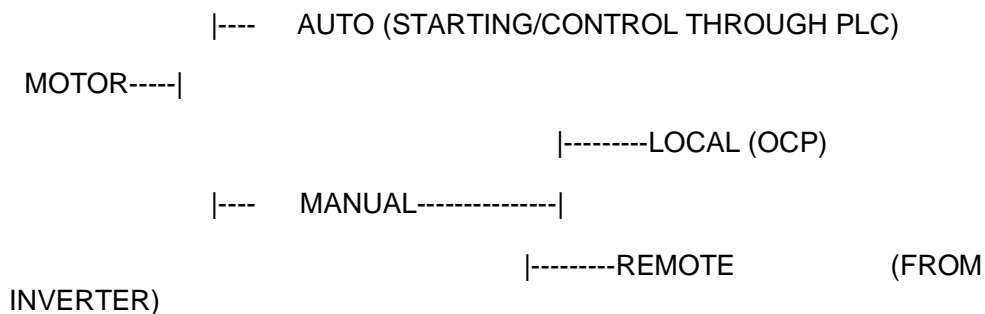 |---- AUTO (STARTING/CONTROL THROUGH PLC)
MOTOR-----|
|---------LOCAL (OCP)
|---- MANUAL---------------|
|---------REMOTE (FROM
INVERTER)